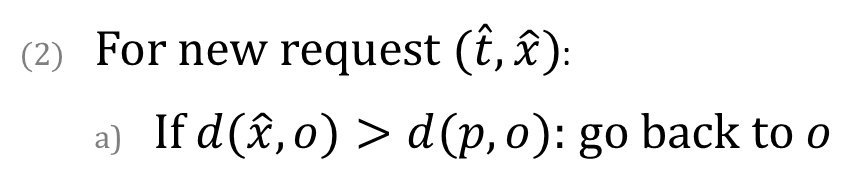 (2) For new request (t̂, x̂):
a) If d(x̂, o) > d(p, o): go back to o